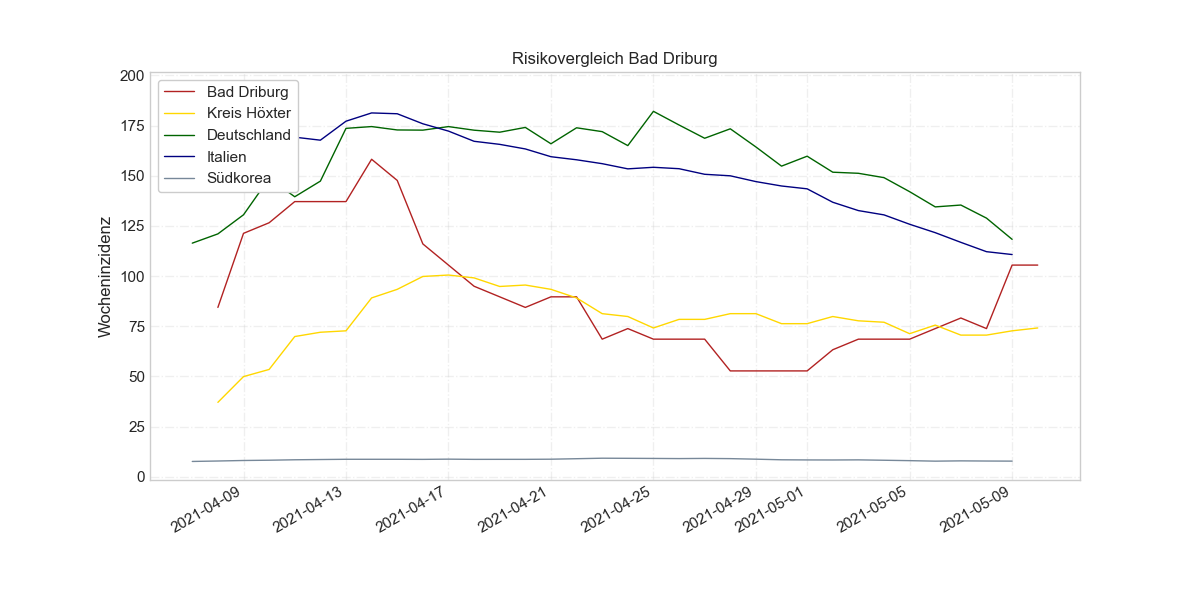 Risikovergleich Bad Driburg
Bad Driburg
Kreis Höxter
Deutschland
Italien
Südkorea
Wocheninzidenz
200
175
150
125
100
75
50
25
0
2021-04-09
2021-04-13
2021-04-17
2021-04-21
2021-04-25
2021-04-29
2021-05-01
2021-05-05
2021-05-09